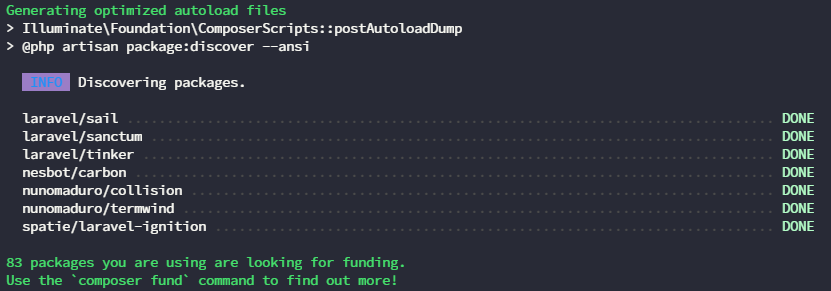 Generating optimized autoload files
> Illuminate\Foundation\ComposerScripts::postAutoloadDump
> @php artisan package:discover --ansi
INFO Discovering packages.
laravel/sail ................................................................................. DONE
laravel/sanctum .............................................................................. DONE
laravel/tinker ............................................................................... DONE
nesbot/carbon ................................................................................ DONE
nunomaduro/collision ......................................................................... DONE
nunomaduro/termwind .......................................................................... DONE
spatie/laravel-ignition ...................................................................... DONE
83 packages you are using are looking for funding.
Use the `composer fund` command to find out more!